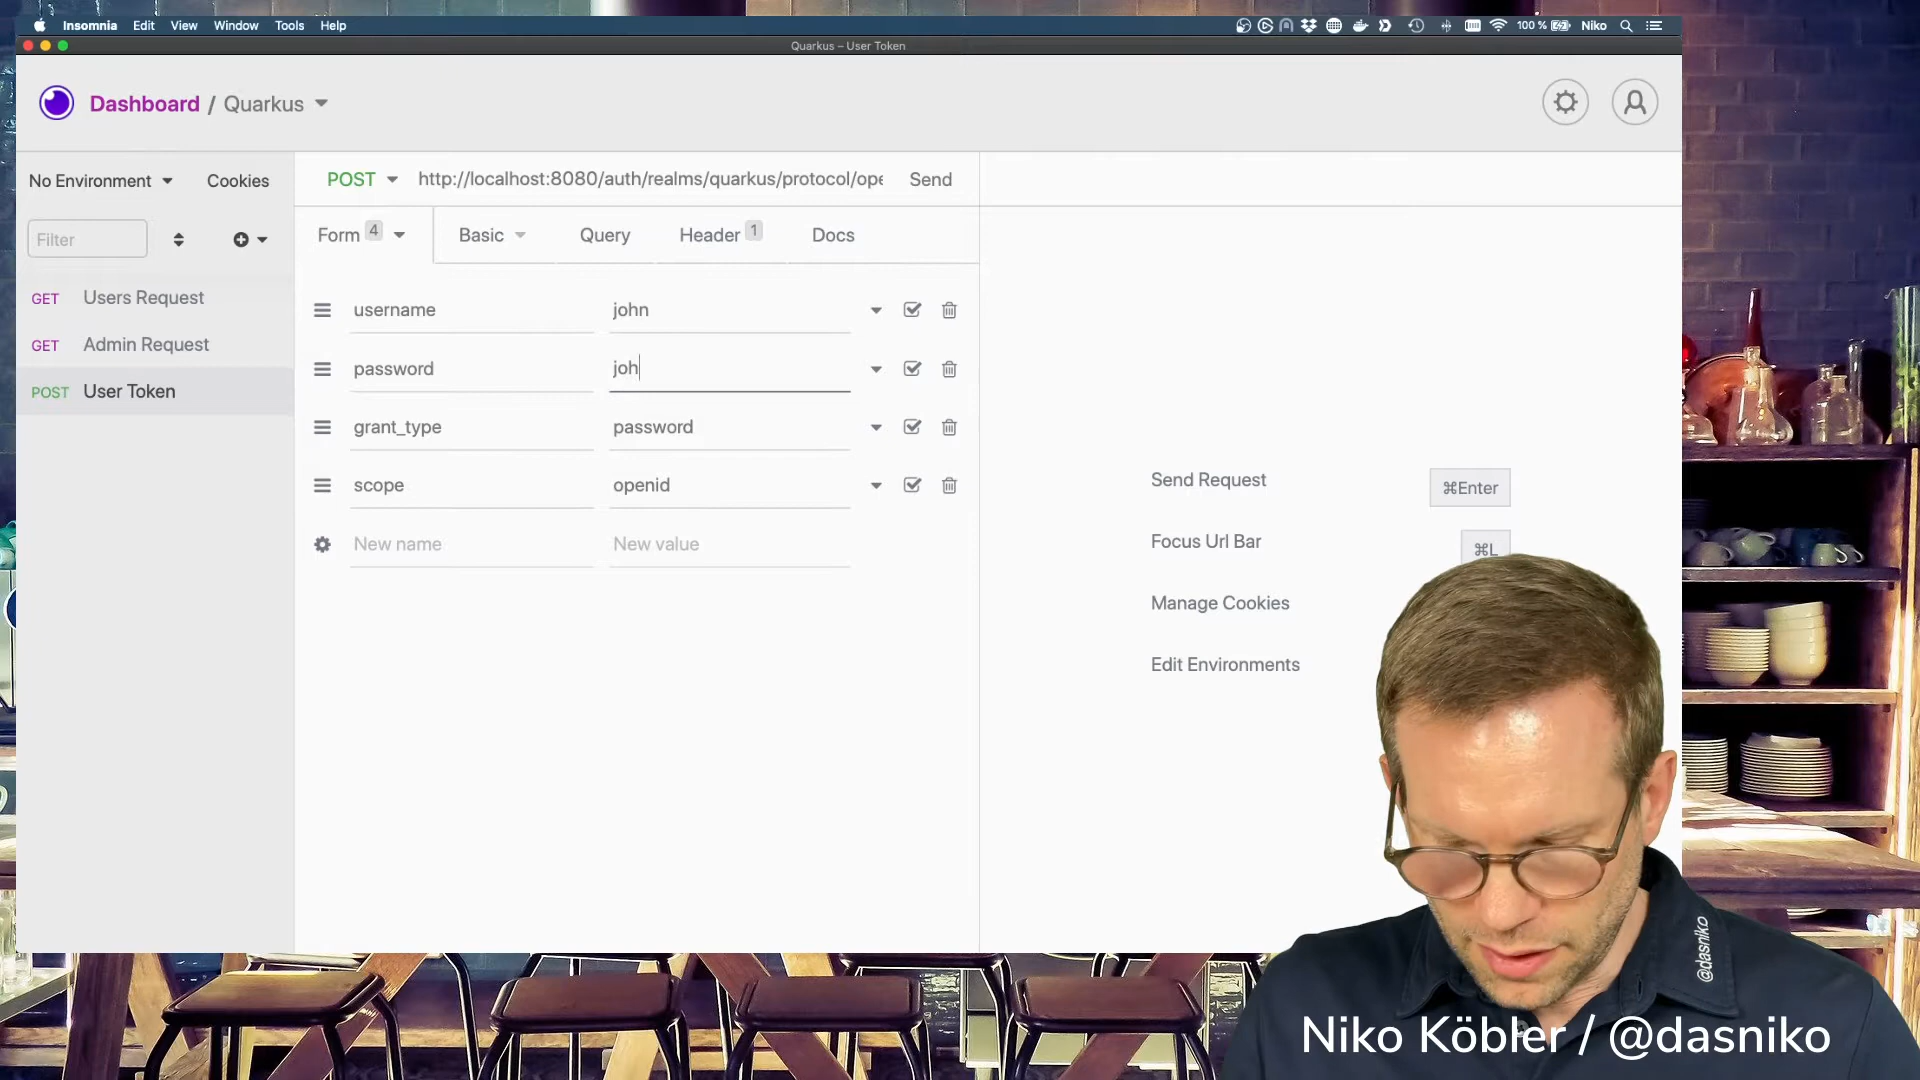 Insomnia Edit View Window Tools Help
100 % Niko
Quarkus – User Token
Dashboard / Quarkus
No Environment Cookies
POST http://localhost:8080/auth/realms/quarkus/protocol/ope Send
Filter
Form 4 Basic Query Header 1 Docs
GET Users Request
GET Admin Request
POST User Token
username john
password joh
grant_type password
scope openid
New name New value
Send Request ⌘Enter
Focus Url Bar ⌘L
Manage Cookies
Edit Environments
@dasniko
Niko Köbler / @dasniko